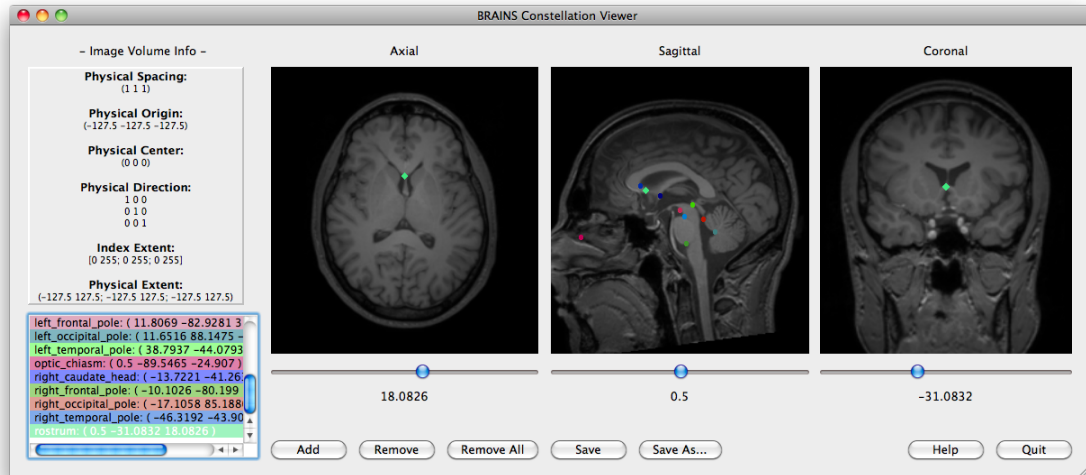 BRAINS Constellation Viewer
– Image Volume Info –
Physical Spacing:
(1 1 1)
Physical Origin:
(-127.5 -127.5 -127.5)
Physical Center:
(0 0 0)
Physical Direction:
1 0 0
0 1 0
0 0 1
Index Extent:
[0 255; 0 255; 0 255]
Physical Extent:
(-127.5 127.5; -127.5 127.5; -127.5 127.5)
left_frontal_pole: ( 11.8069 -82.9281 3
left_occipital_pole: ( 11.6516 88.1475 -
left_temporal_pole: ( 38.7937 -44.0793
optic_chiasm: ( 0.5 -89.5465 -24.907 )
right_caudate_head: ( -13.7221 -41.26
right_frontal_pole: ( -10.1026 -80.199
right_occipital_pole: ( -17.1058 85.188
right_temporal_pole: ( -46.3192 -43.90
rostrum: ( 0.5 -31.0832 18.0826 )
Axial
Sagittal
Coronal
18.0826
0.5
-31.0832
Add
Remove
Remove All
Save
Save As...
Help
Quit